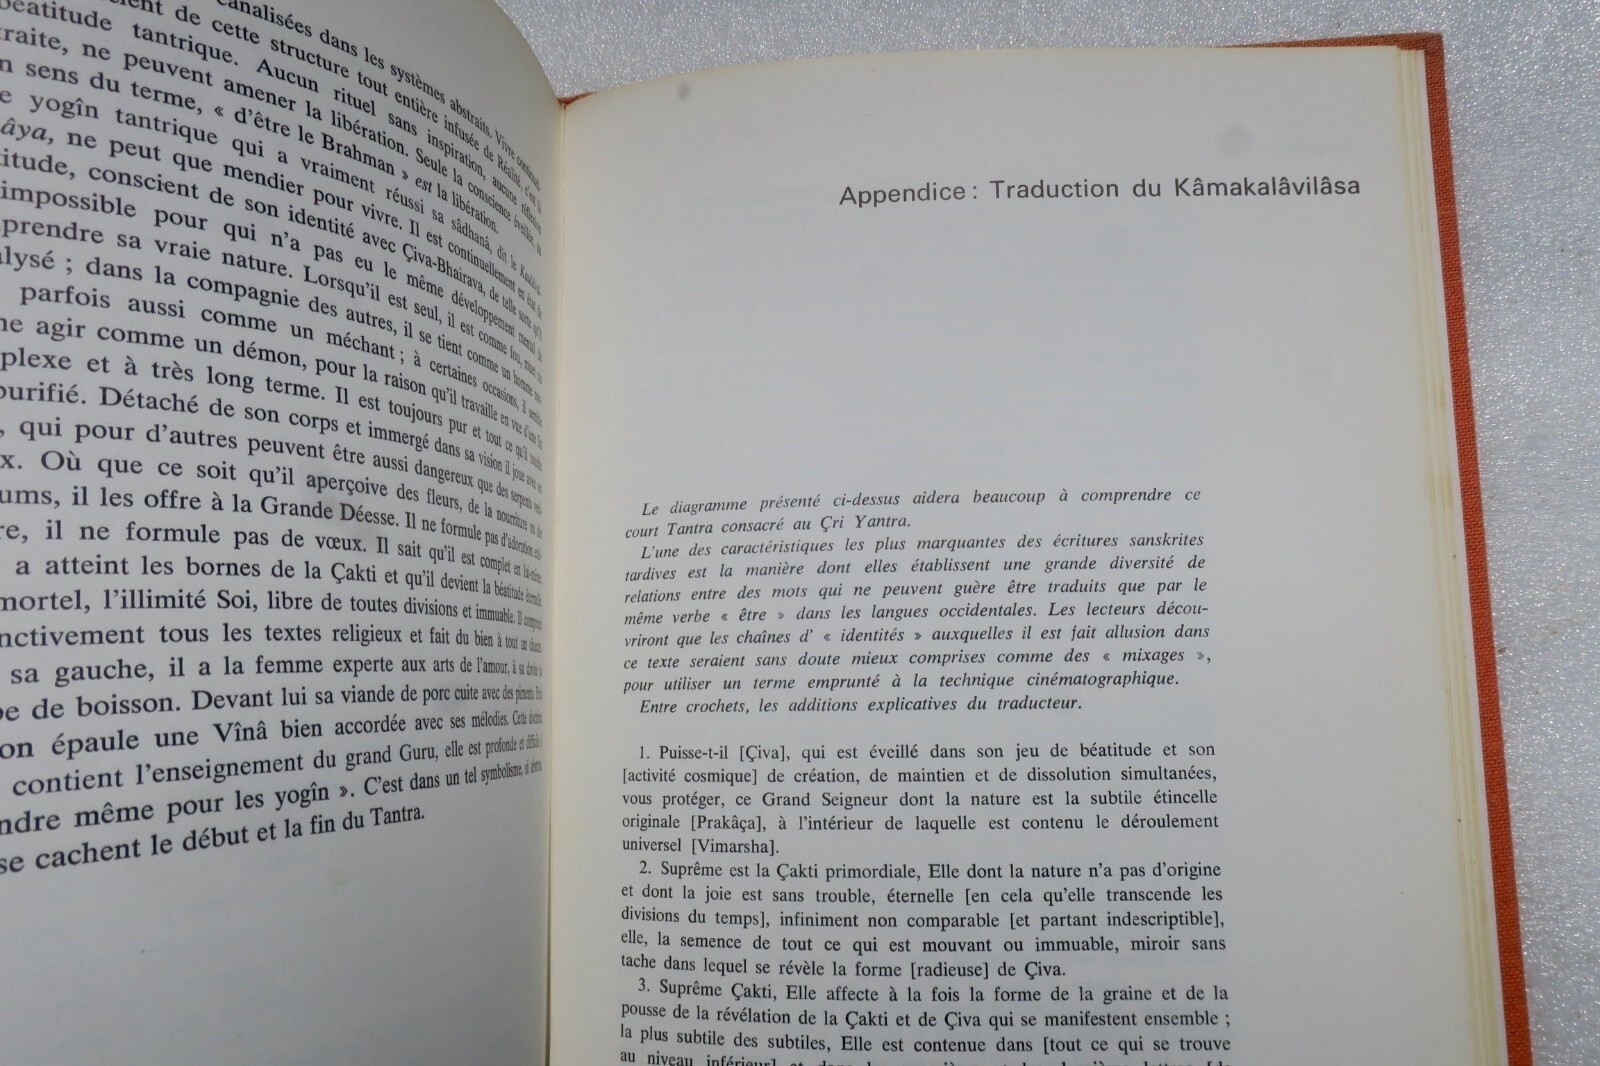 canalisées dans les systèmes abstraits. Vivre
de cette structure tout entière infusée de Réalité, c'est la
béatitude tantrique. Aucun rituel sans inspiration, aucune réflexion
ne peuvent amener la libération. Seule la conscience éveillée, au
sens du terme, « d'être le Brahman » est la libération.
yogîn tantrique qui a vraiment réussi sa sâdhanâ, dit le
ne peut que mendier pour vivre. Il est continuellement en état de
conscient de son identité avec Çiva-Bhairava, de telle sorte qu'il
impossible pour qui n'a pas eu le même développement mental de
sa vraie nature. Lorsqu'il est seul, il est comme fou, muet ou
; dans la compagnie des autres, il se tient comme un homme
parfois aussi comme un méchant ; à certaines occasions, il semble
agir comme un démon, pour la raison qu'il travaille en vue d'une fin
et à très long terme. Il est toujours pur et tout ce qu'il touche
purifié. Détaché de son corps et immergé dans sa vision il joue avec
qui pour d'autres peuvent être aussi dangereux que des serpents
Où que ce soit qu'il aperçoive des fleurs, de la nourriture ou des
il les offre à la Grande Déesse. Il ne formule pas d'adoration
il ne formule pas de vœux. Il sait qu'il est complet en lui-même,
a atteint les bornes de la Çakti et qu'il devient la béatitude éternelle,
l'illimité Soi, libre de toutes divisions et immuable. Il comprend
tous les textes religieux et fait du bien à tout un chacun.
sa gauche, il a la femme experte aux arts de l'amour, à sa droite sa
de boisson. Devant lui sa viande de porc cuite avec des piments.
épaule une Vînâ bien accordée avec ses mélodies. Cette doctrine
contient l'enseignement du grand Guru, elle est profonde et difficile à
même pour les yogîn ». C'est dans un tel symbolisme,
se cachent le début et la fin du Tantra.
Appendice : Traduction du Kâmakalâvilâsa
Le diagramme présenté ci-dessus aidera beaucoup à comprendre ce
court Tantra consacré au Çri Yantra.
L'une des caractéristiques les plus marquantes des écritures sanskrites
tardives est la manière dont elles établissent une grande diversité de
relations entre des mots qui ne peuvent guère être traduits que par le
même verbe « être » dans les langues occidentales. Les lecteurs décou-
vriront que les chaînes d' « identités » auxquelles il est fait allusion dans
ce texte seraient sans doute mieux comprises comme des « mixages »,
pour utiliser un terme emprunté à la technique cinématographique.
Entre crochets, les additions explicatives du traducteur.
1. Puisse-t-il [Çiva], qui est éveillé dans son jeu de béatitude et son
[activité cosmique] de création, de maintien et de dissolution simultanées,
vous protéger, ce Grand Seigneur dont la nature est la subtile étincelle
originale [Prakâça], à l'intérieur de laquelle est contenu le déroulement
universel [Vimarsha].
2. Suprême est la Çakti primordiale, Elle dont la nature n'a pas d'origine
et dont la joie est sans trouble, éternelle [en cela qu'elle transcende les
divisions du temps], infiniment non comparable [et partant indescriptible],
elle, la semence de tout ce qui est mouvant ou immuable, miroir sans
tache dans lequel se révèle la forme [radieuse] de Çiva.
3. Suprême Çakti, Elle affecte à la fois la forme de la graine et de la
pousse de la révélation de la Çakti et de Çiva qui se manifestent ensemble ;
la plus subtile des subtiles, Elle est contenue dans [tout ce qui se trouve
au niveau inférieur]